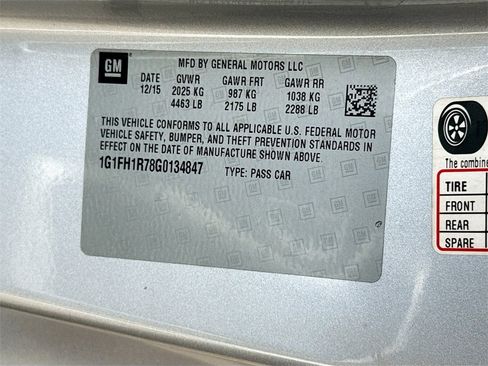 GM
MFD BY GENERAL MOTORS LLC
DATE GVWR GAWR FRT GAWR RR
12/15 2025 KG 987 KG 1038 KG
4463 LB 2175 LB 2288 LB
THIS VEHICLE CONFORMS TO ALL APPLICABLE U.S. FEDERAL MOTOR
VEHICLE SAFETY, BUMPER, AND THEFT PREVENTION STANDARDS IN
EFFECT ON THE DATE OF MANUFACTURE SHOWN ABOVE.
1G1FH1R78G0134847 TYPE: PASS CAR
The combine
TIRE
FRONT
REAR
SPARE